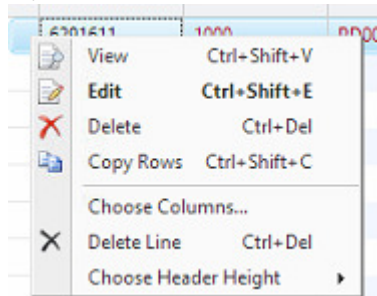 6201611 1000 RD00
View Ctrl+Shift+V
Edit Ctrl+Shift+E
Delete Ctrl+Del
Copy Rows Ctrl+Shift+C
Choose Columns...
Delete Line Ctrl+Del
Choose Header Height